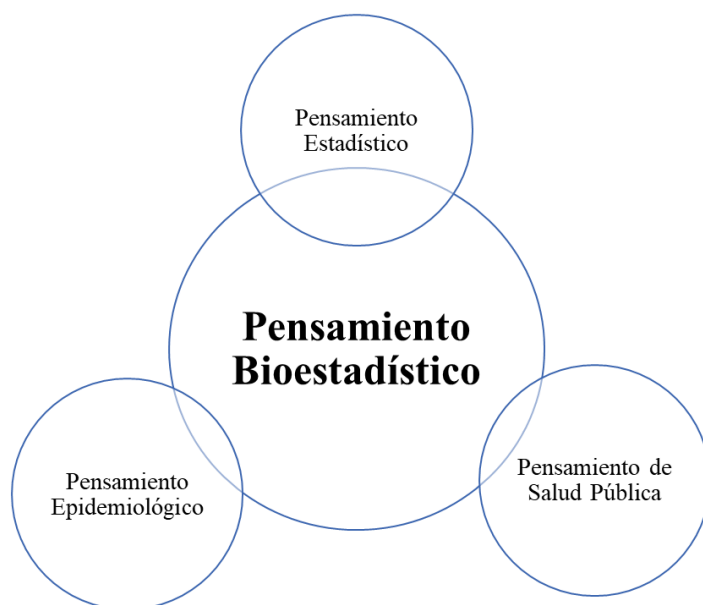 Pensamiento
Estadístico
Pensamiento
Bioestadístico
Pensamiento
Epidemiológico
Pensamiento de
Salud Pública